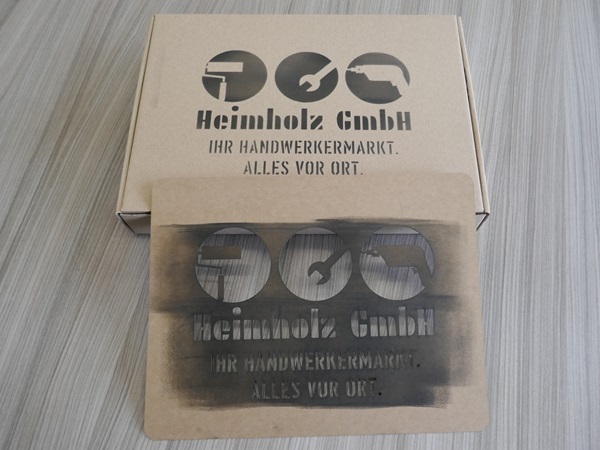 Heimholz GmbH
IHR HANDWERKERMARKT.
ALLES VOR ORT.
Heimholz GmbH
IHR HANDWERKERMARKT.
ALLES VOR ORT.